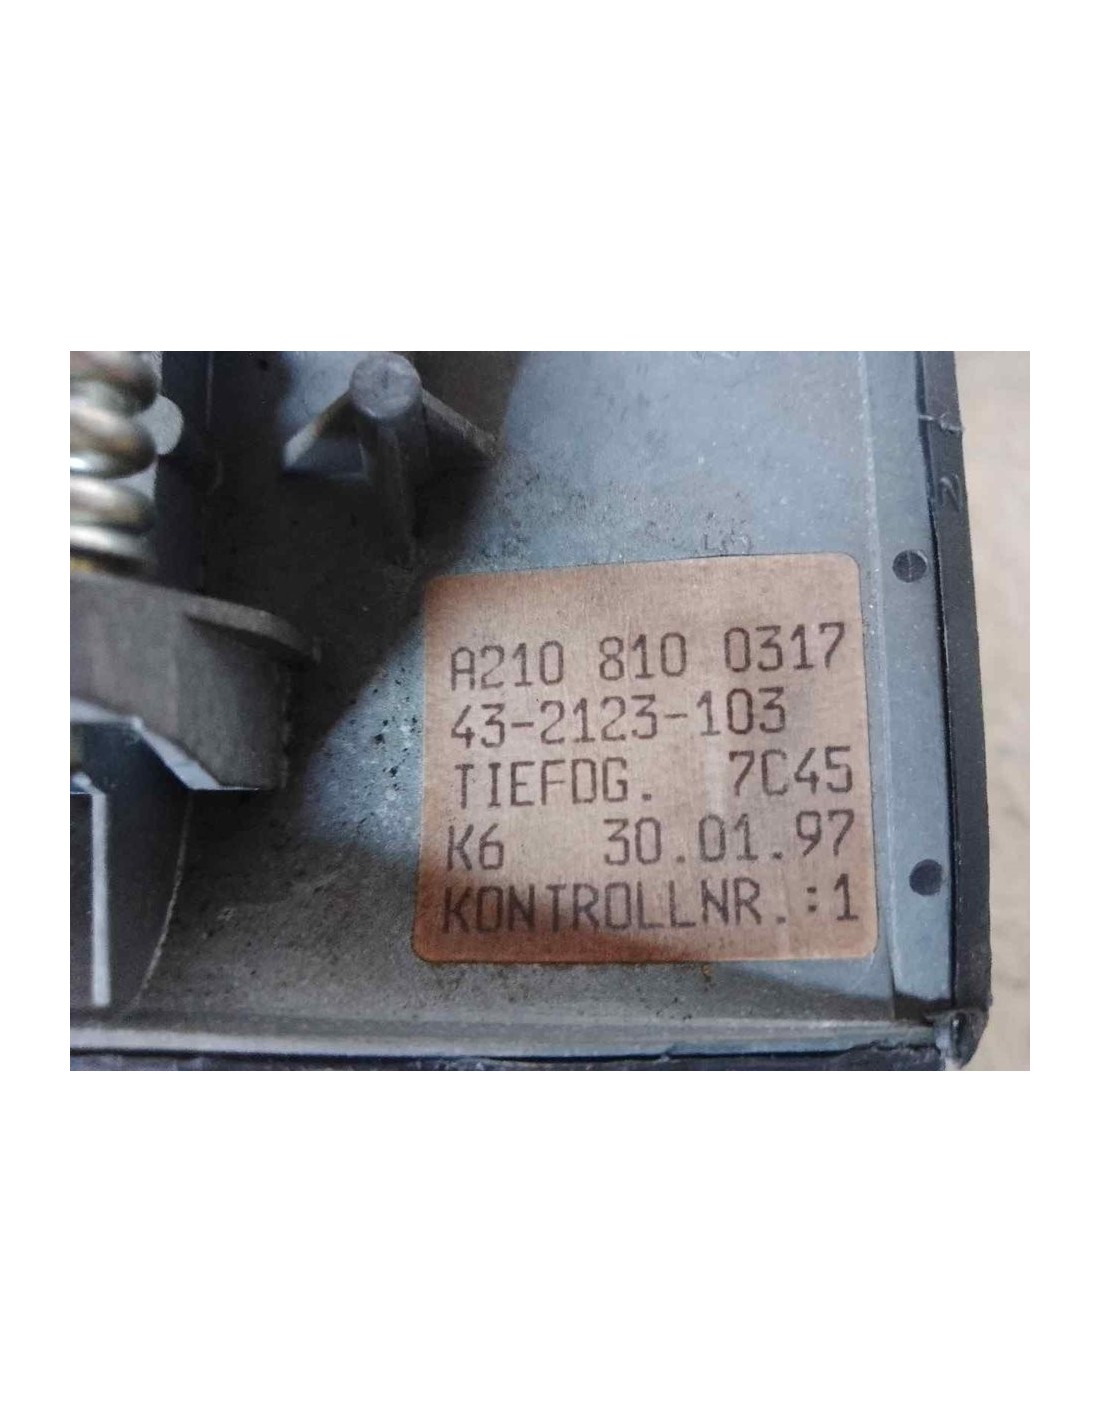 A210 810 0317
43-2123-103
TIEFDG. 7C45
K6 30.01.97
KONTROLLNR.:1